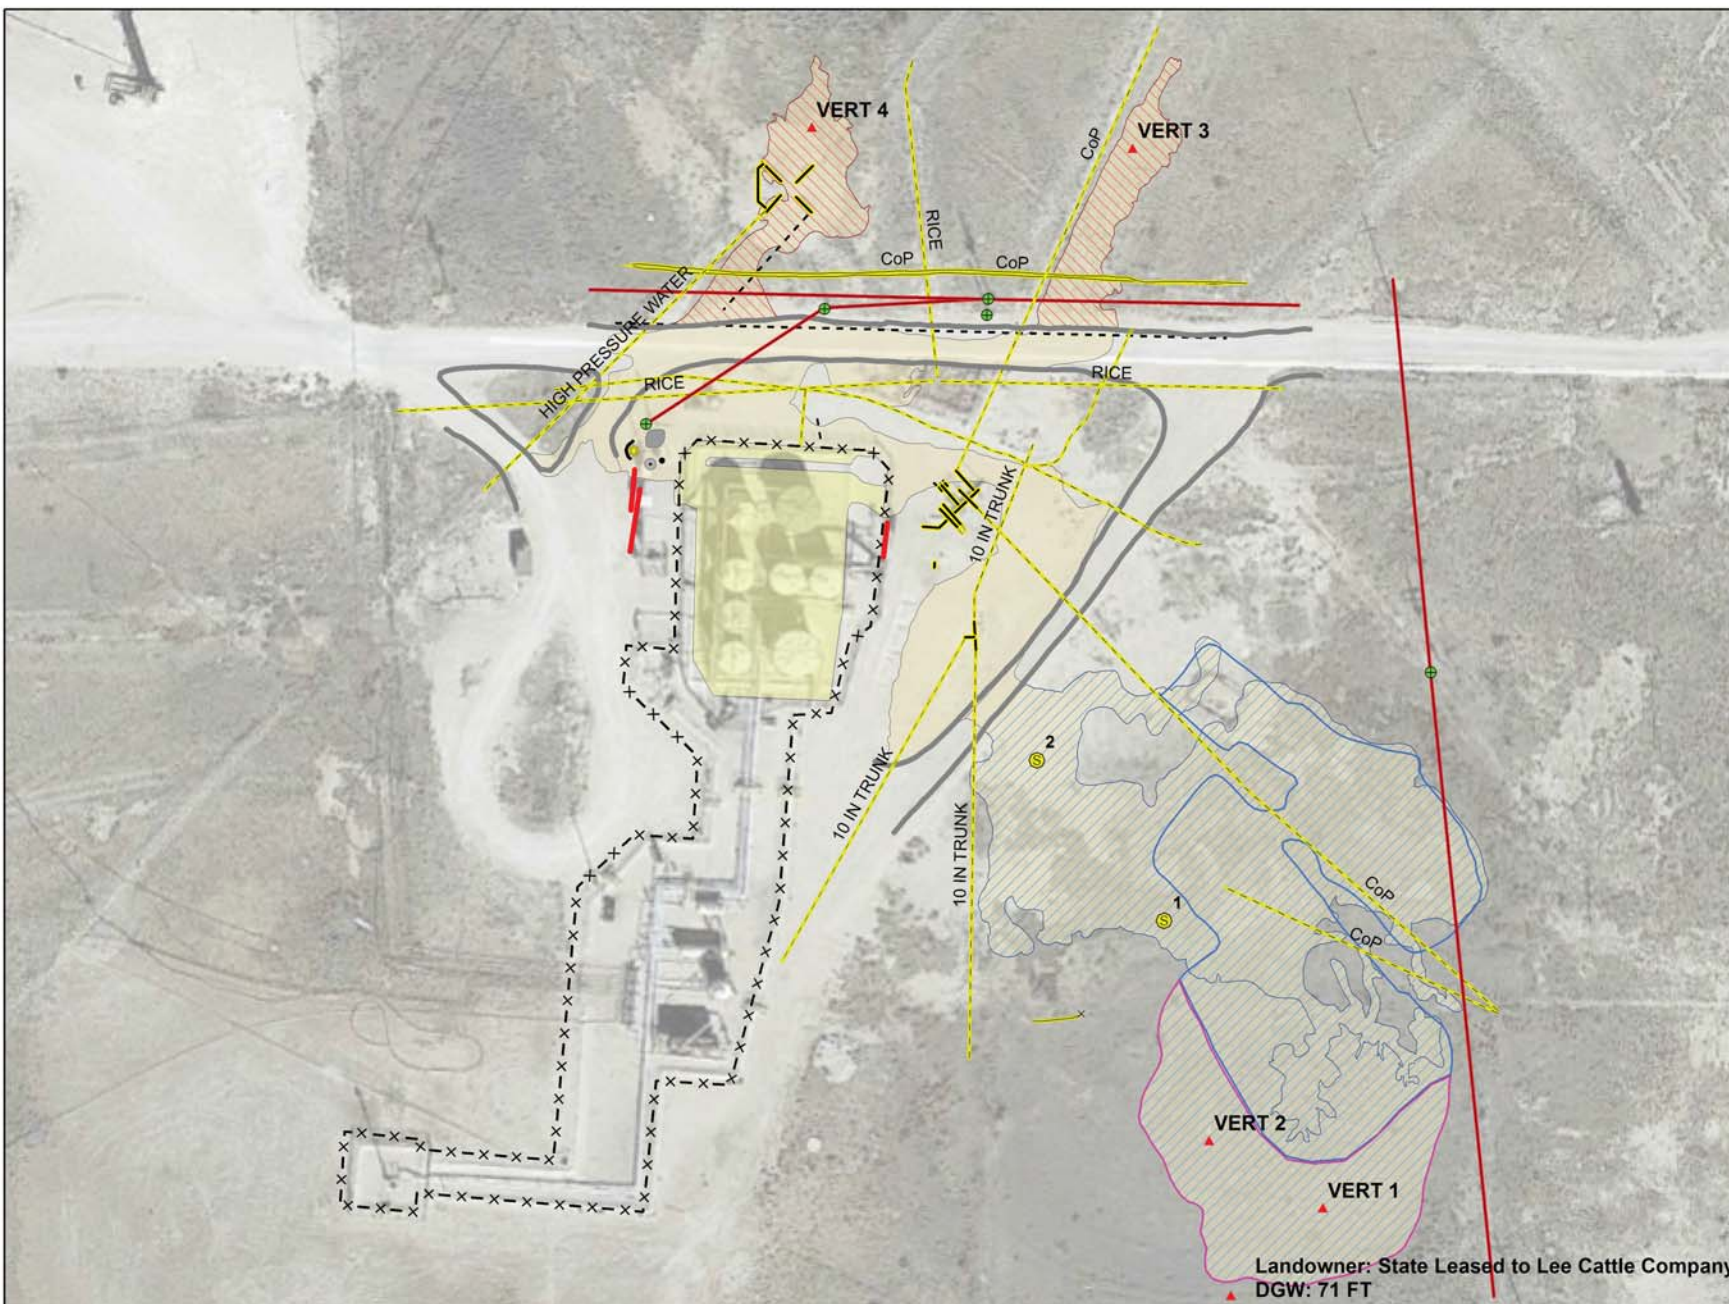 VERT 4
VERT 3
CoP
RICE
CoP
CoP
HIGH PRESSURE WATER
RICE
RICE
10 IN TRUNK
2
10 IN TRUNK
10 IN TRUNK
S
1
S
CoP
CoP
VERT 2
VERT 1
Landowner: State Leased to Lee Cattle Company
DGW: 71 FT